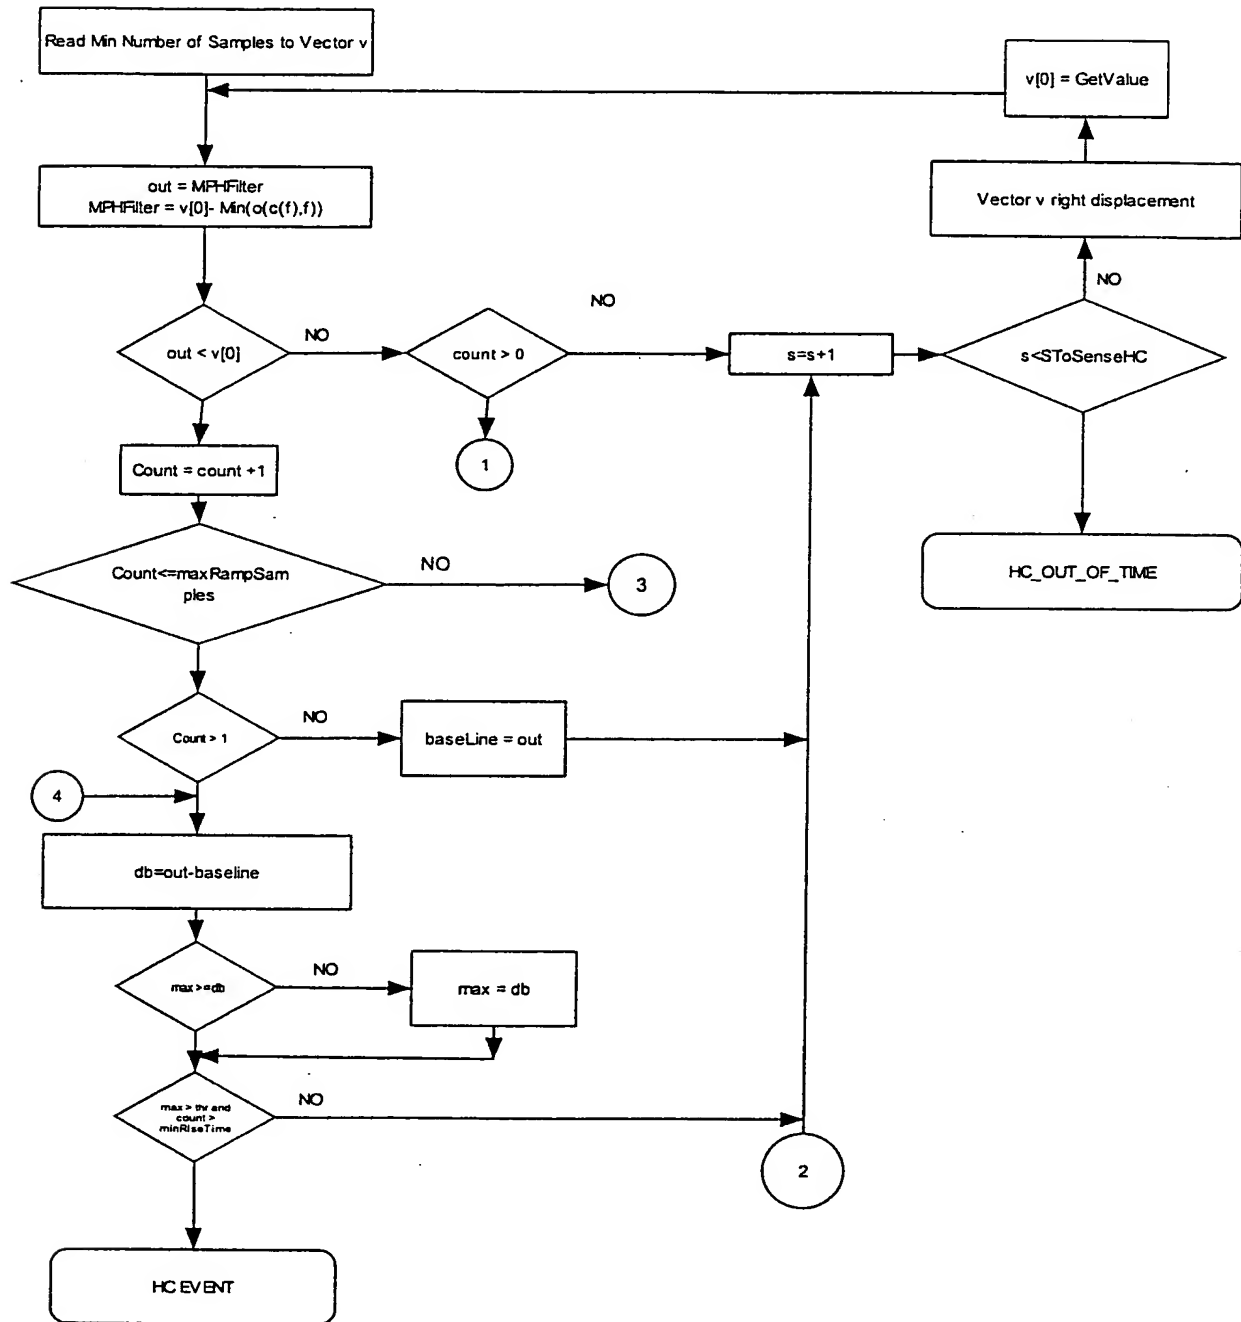 Read Min Number of Samples to Vector v
v[0] = GetValue
out = MPHFilter
MPHFilter = v[0]- Min(o(c(f),f))
Vector v right displacement
NO
out < v[0]
NO
count > 0
NO
s=s+1
s<SToSenseHC
1
Count = count +1
Count<=maxRampSam
ples
NO
3
HC_OUT_OF_TIME
Count > 1
NO
baseLine = out
4
db=out-baseline
max>=db
NO
max = db
max > thr and
count >
minRiseTime
NO
2
HC EVENT